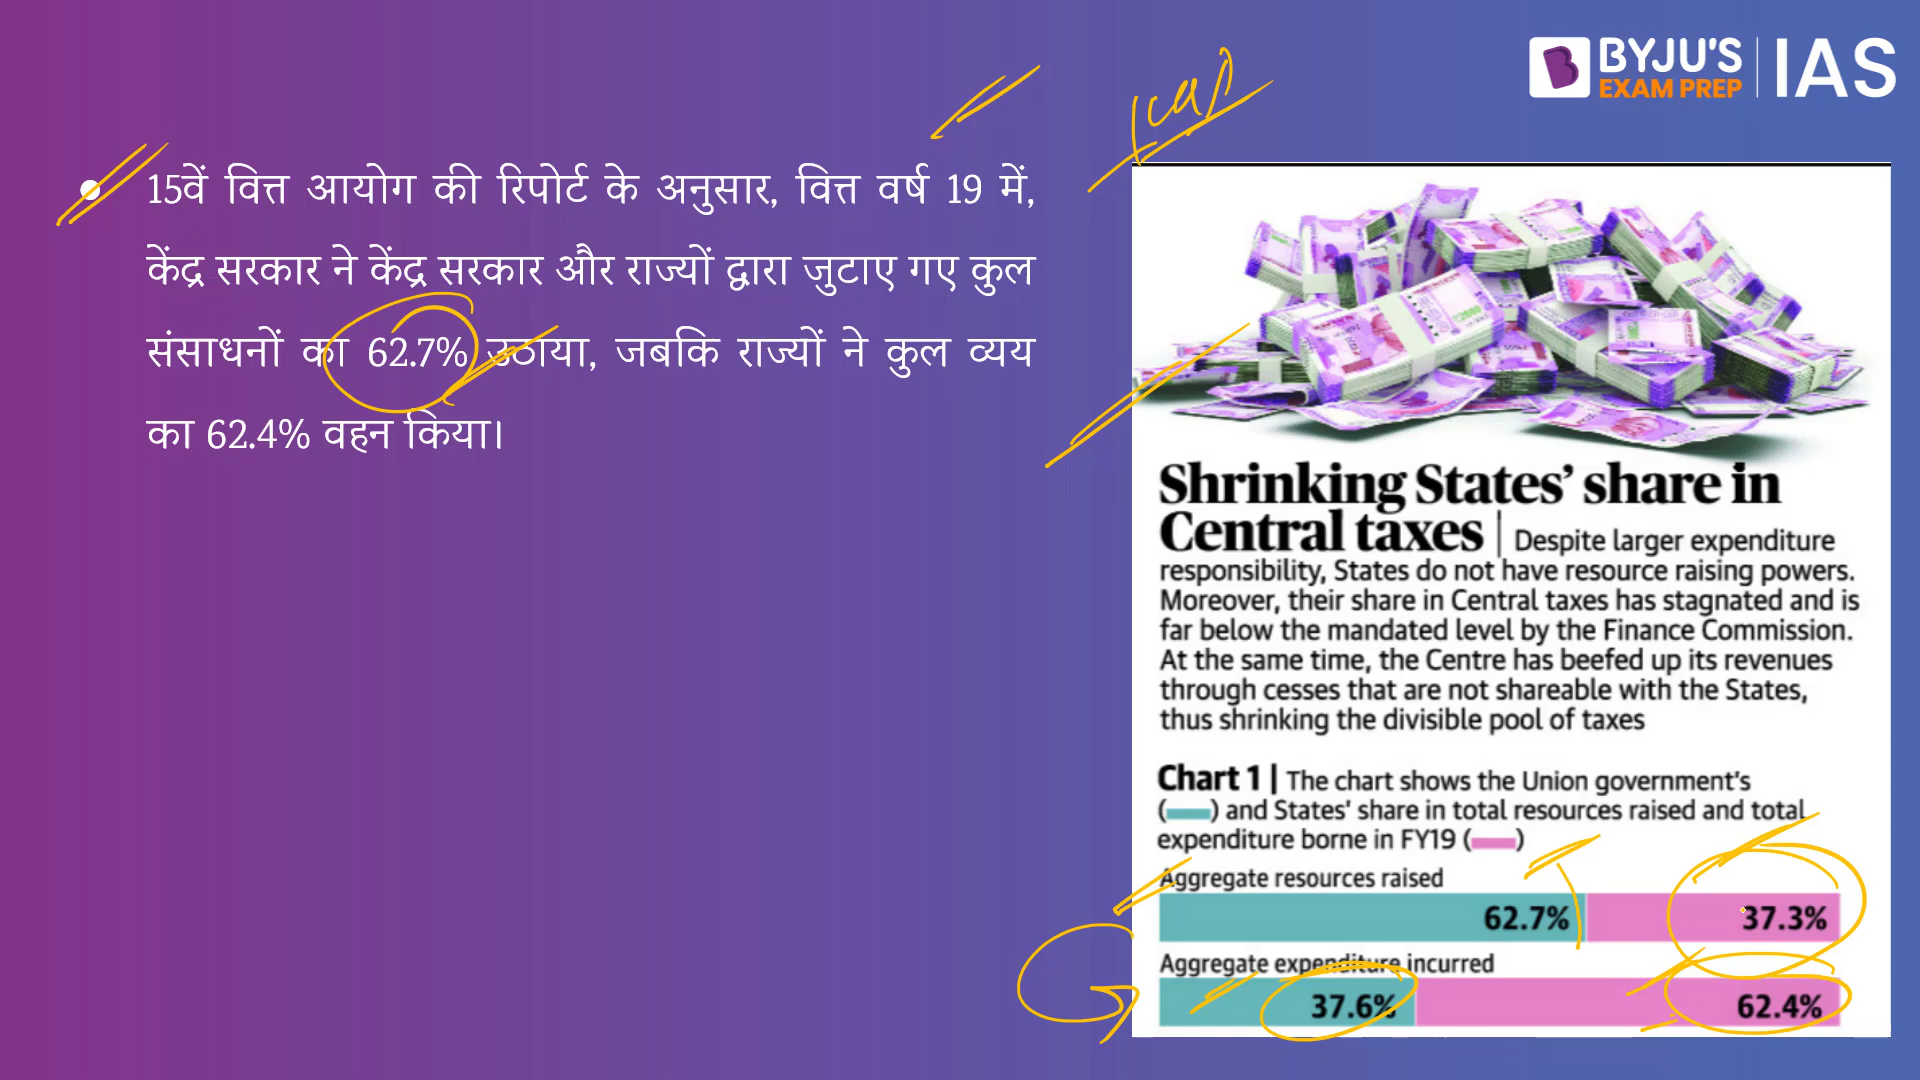 BYJU'S
EXAM PREP
IAS
15वें वित्त आयोग की रिपोर्ट के अनुसार, वित्त वर्ष 19 में,
केंद्र सरकार ने केंद्र सरकार और राज्यों द्वारा जुटाए गए कुल
संसाधनों का 62.7% उठाया, जबकि राज्यों ने कुल व्यय
का 62.4% वहन किया।
Shrinking States' share in
Central taxes | Despite larger expenditure
responsibility, States do not have resource raising powers.
Moreover, their share in Central taxes has stagnated and is
far below the mandated level by the Finance Commission.
At the same time, the Centre has beefed up its revenues
through cesses that are not shareable with the States,
thus shrinking the divisible pool of taxes
Chart 1 | The chart shows the Union government's
( ) and States' share in total resources raised and total
expenditure borne in FY19 ( )
Aggregate resources raised
62.7% 37.3%
Aggregate expenditure incurred
37.6% 62.4%